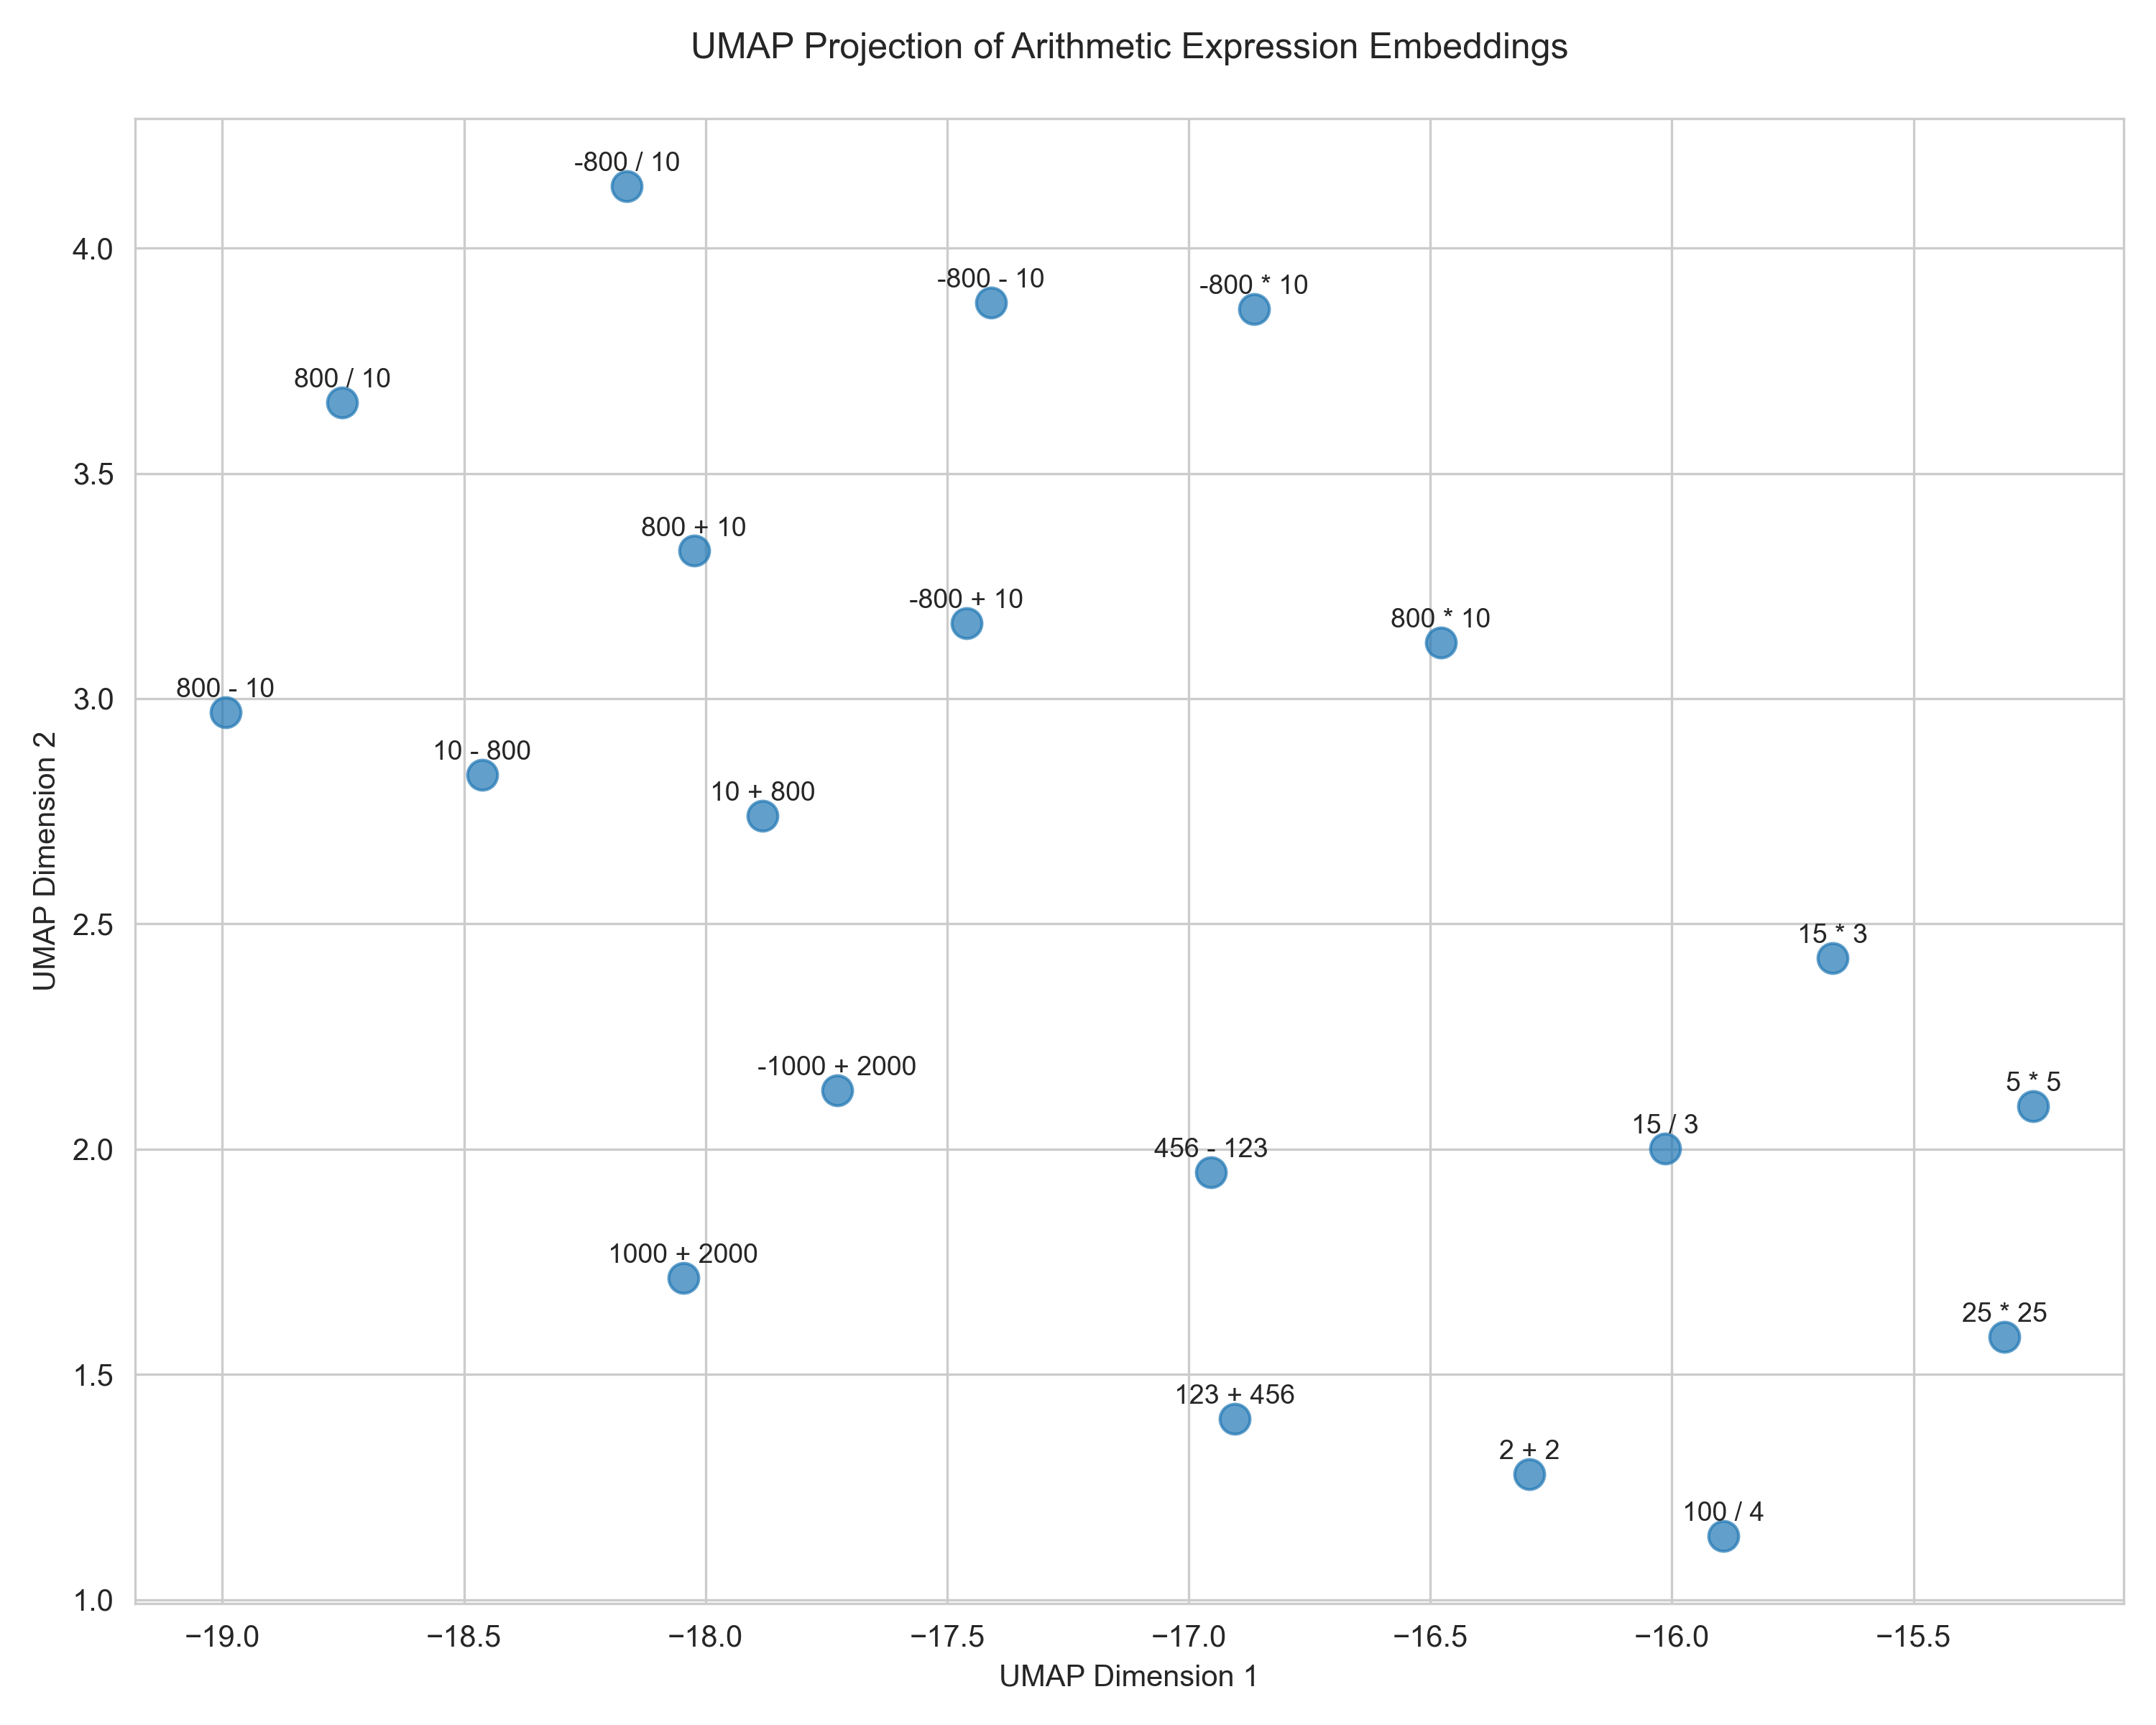 UMAP Projection of Arithmetic Expression Embeddings
-800 / 10
-800 - 10
-800 * 10
800 / 10
800 + 10
-800 + 10
800 * 10
800 - 10
10 - 800
10 + 800
15 * 3
-1000 + 2000
5 * 5
15 / 3
456 - 123
1000 + 2000
25 * 25
123 + 456
2 + 2
100 / 4
4.0
3.5
3.0
2.5
2.0
1.5
1.0
UMAP Dimension 2
−19.0 −18.5 −18.0 −17.5 −17.0 −16.5 −16.0 −15.5
UMAP Dimension 1